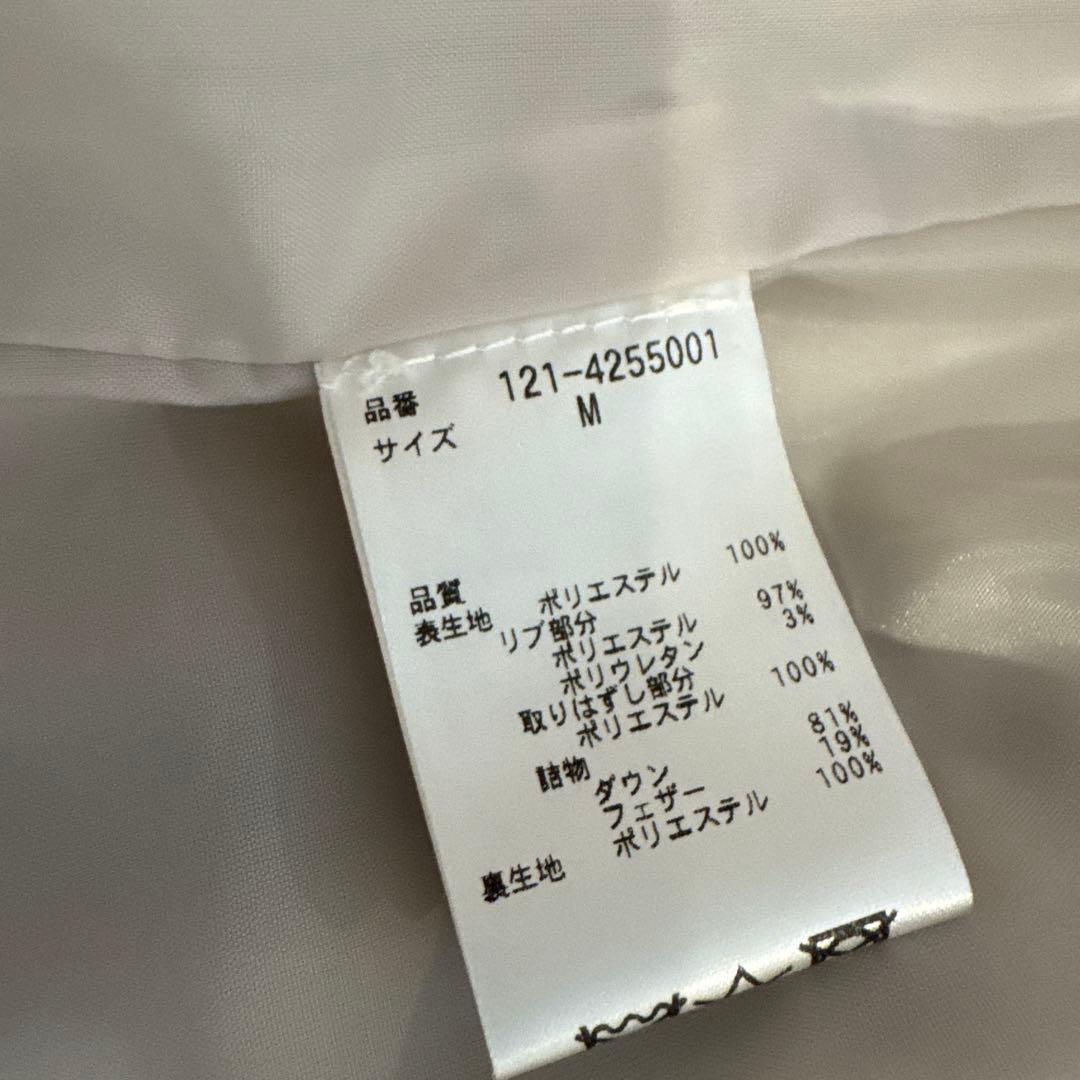 品番 121-4255001
サイズ M
品質
表生地 ポリエステル 100%
リブ部分
ポリエステル 97%
ポリウレタン 3%
取りはずし部分
ポリエステル 100%
詰物
ダウン 81%
フェザー 19%
裏生地 ポリエステル 100%